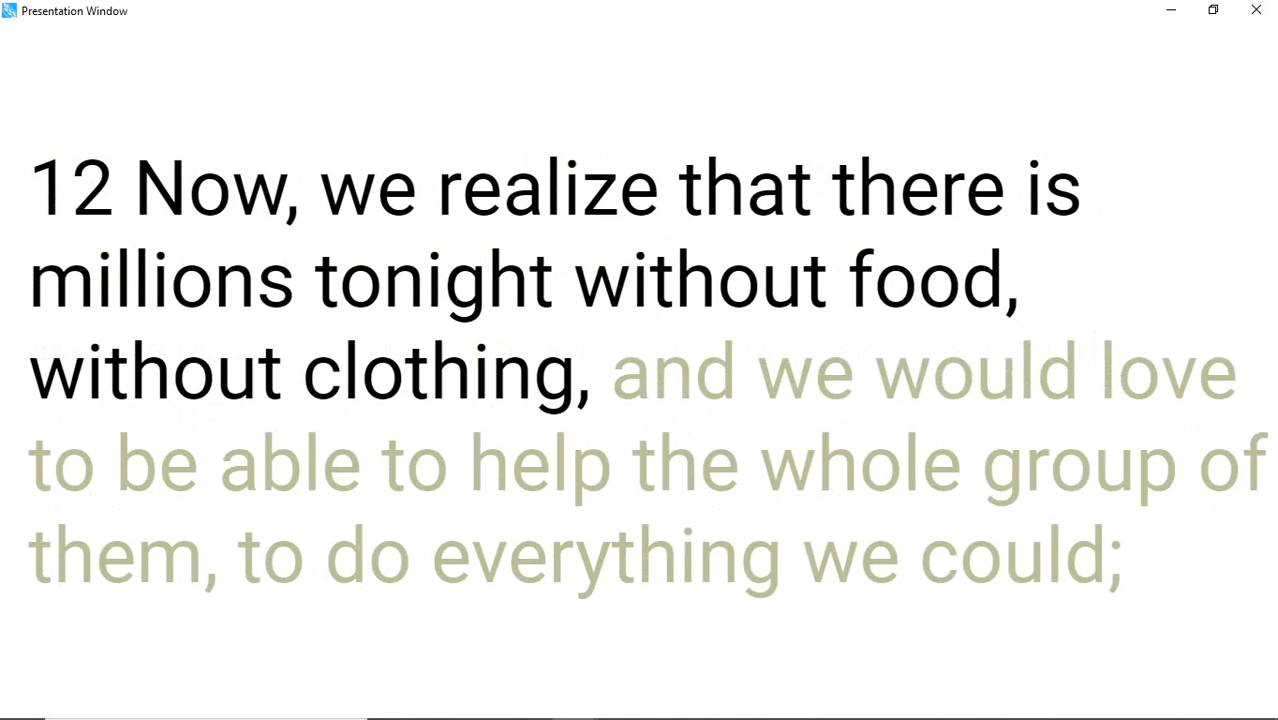 Presentation Window
12 Now, we realize that there is
millions tonight without food,
without clothing, and we would love
to be able to help the whole group of
them, to do everything we could;